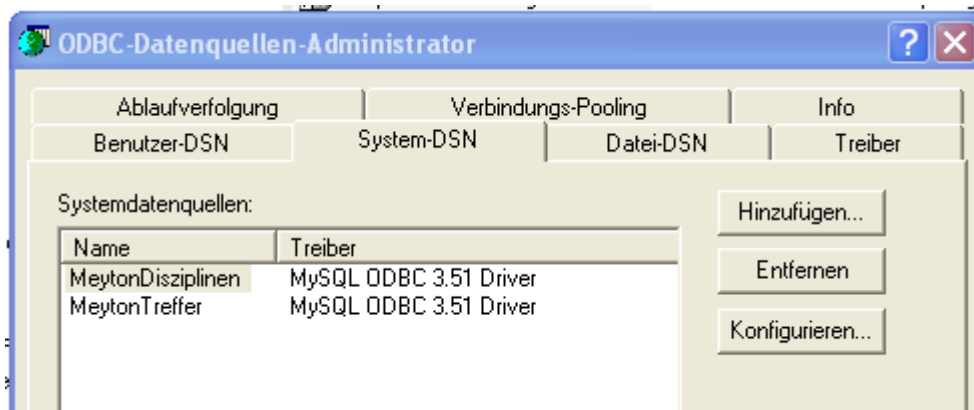 ODBC-Datenquellen-Administrator
Ablaufverfolgung Verbindungs-Pooling Info
Benutzer-DSN System-DSN Datei-DSN Treiber
Systemdatenquellen:
Hinzufügen...
Name Treiber
MeytonDisziplinen MySQL ODBC 3.51 Driver
Entfernen
MeytonTreffer MySQL ODBC 3.51 Driver
Konfigurieren...